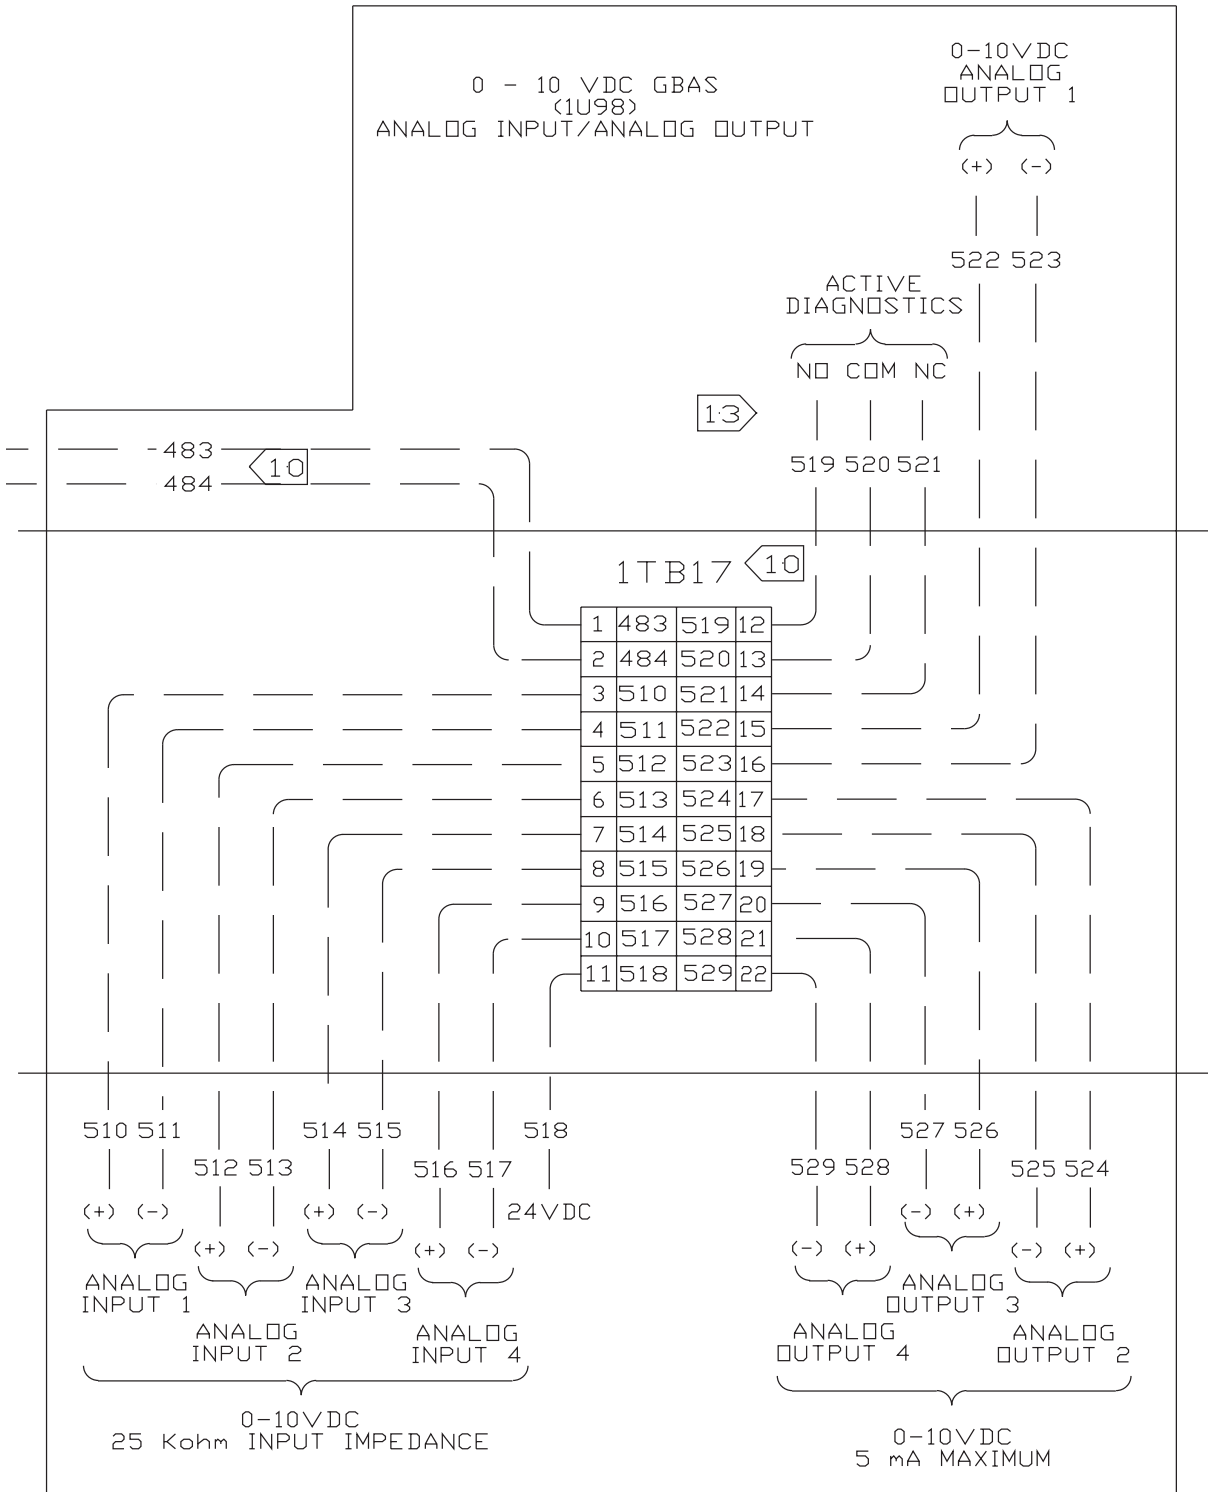 0 - 10 VDC GBAS
(1U98)
ANALOG INPUT/ANALOG OUTPUT
0-10VDC
ANALOG
OUTPUT 1
(+) (-)
522 523
ACTIVE
DIAGNOSTICS
NO COM NC
13
519 520 521
483
10
484
1TB17
10
1 483 519 12
2 484 520 13
3 510 521 14
4 511 522 15
5 512 523 16
6 513 524 17
7 514 525 18
8 515 526 19
9 516 527 20
10 517 528 21
11 518 529 22
510 511 514 515 518 527 526
512 513 516 517 529 528 525 524
(+) (-) (+) (-) 24VDC (-) (+)
(+) (-) (+) (-) (-) (+) (-) (+)
ANALOG
INPUT 1
ANALOG
INPUT 3
ANALOG
OUTPUT 3
ANALOG
INPUT 2
ANALOG
INPUT 4
ANALOG
OUTPUT 4
ANALOG
OUTPUT 2
0-10VDC
25 Kohm INPUT IMPEDANCE
0-10VDC
5 mA MAXIMUM